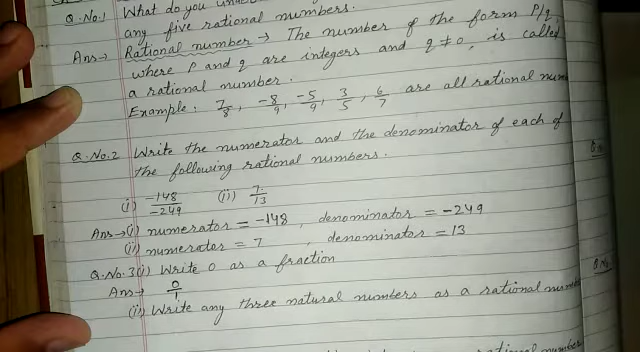 Q.No.1 What do you
any five rational numbers.
Ans→ Rational number → The number of the form P/q,
where p and q are integers and q ≠ 0, is called
a rational number.
Example: 7/8, -8/9, -5/9, 3/5, 6/7 are all rational
Q.No.2 Write the numerator and the denominator of each of
the following rational numbers.
(i) -148/-249 (ii) 7/13
Ans→(i) numerator = -148, denominator = -249
(ii) numerator = 7, denominator = 13
Q.No.3(i) Write 0 as a fraction
Ans→ 0/1
(ii) Write any three natural numbers as a rational
rational number